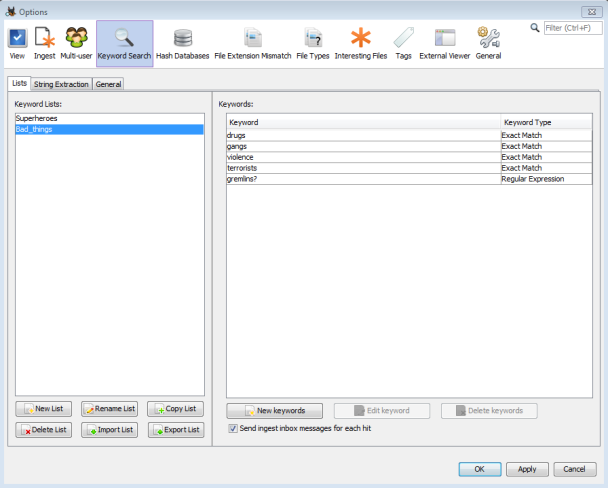 Options
Filter (Ctrl+F)
View Ingest Multi-user Keyword Search Hash Databases File Extension Mismatch File Types Interesting Files Tags External Viewer General
Lists String Extraction General
Keyword Lists:
Superheroes
Bad_things
Keywords:
Keyword Keyword Type
drugs Exact Match
gangs Exact Match
violence Exact Match
terrorists Exact Match
gremlins? Regular Expression
New List Rename List Copy List
Delete List Import List Export List
New keywords Edit keyword Delete keywords
Send ingest inbox messages for each hit
OK Apply Cancel